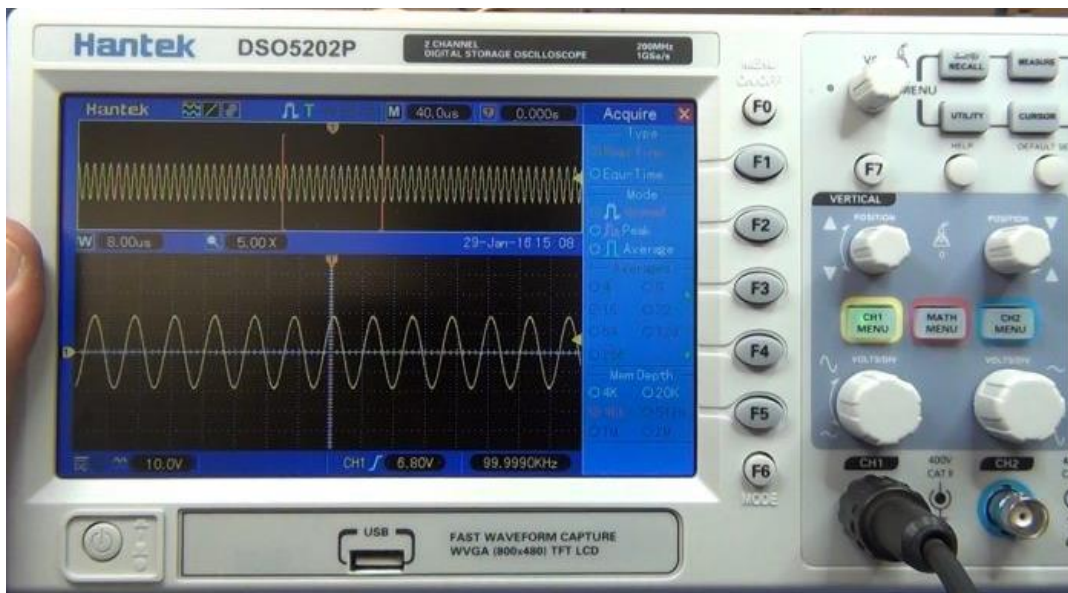 Hantek DSO5202P
2 CHANNEL
DIGITAL STORAGE OSCILLOSCOPE
200MHz
1GSa/s
Hantek T M 40.0us 0.000s Acquire
Type
Equ-Time
Mode
Normal
Peak
Average
W 8.00us 5.00X 29-Jan-16 15 08
Averages
Mem Depth
4K 20K
10.0V CH1 6.80V 99.9990KHz
MENU
ON/OFF
F0
F1
F2
F3
F4
F5
F6
MODE
F7
MENU
RECALL
MEASURE
UTILITY
CURSOR
HELP
VERTICAL
POSITION
POSITION
0
CH1
MENU
MATH
MENU
CH2
MENU
VOLTS/DIV
VOLTS/DIV
CH1
400V
CAT II
CH2
USB
FAST WAVEFORM CAPTURE
WVGA (800x480) TFT LCD